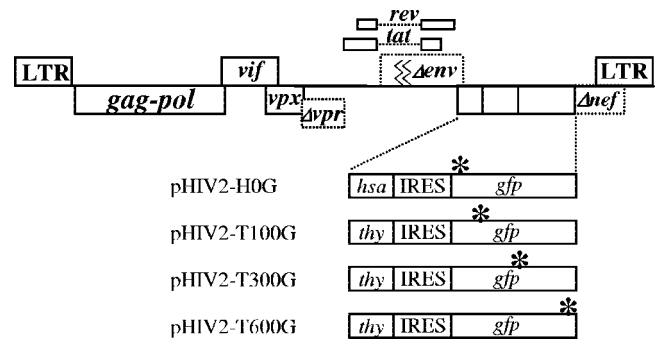 rev
tat
LTR vif Δenv LTR
gag-pol vpx Δvpr Δnef
*
pHIV2-H0G hsa IRES gfp
*
pHIV2-T100G thy IRES gfp
*
pHIV2-T300G thy IRES gfp
*
pHIV2-T600G thy IRES gfp